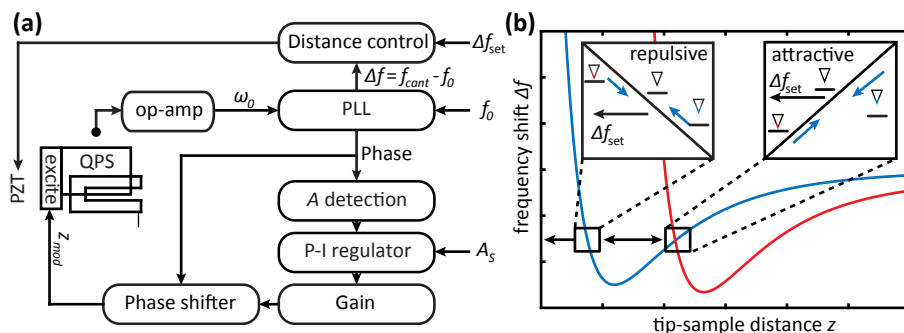 (a)
Distance control
Δf_set
Δf = f_cant - f_0
op-amp
ω_0
PLL
f_0
Phase
PZT
excite
QPS
A detection
z_mod
P-I regulator
A_S
Phase shifter
Gain
(b)
frequency shift Δf
repulsive
Δf_set
attractive
Δf_set
tip-sample distance z